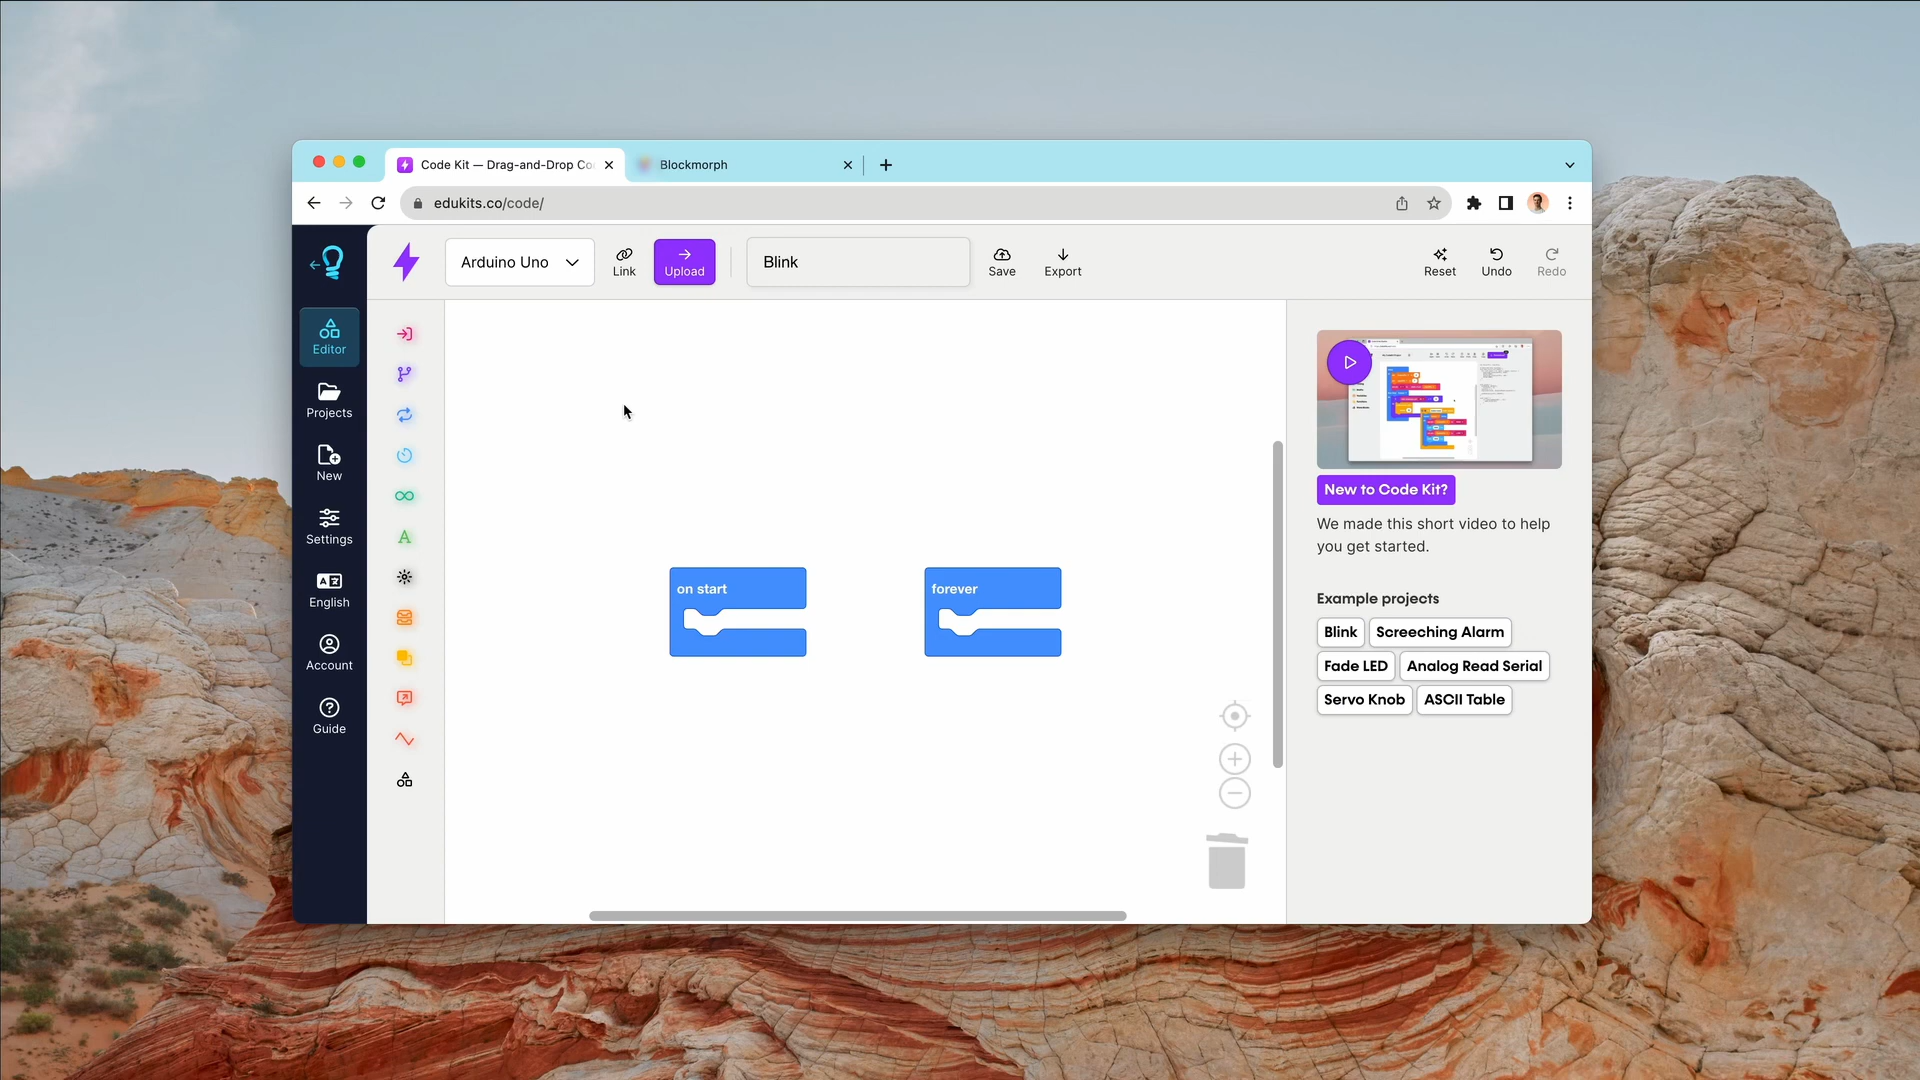 Code Kit — Drag-and-Drop Co
Blockmorph
edukits.co/code/
Arduino Uno
Link
Upload
Blink
Save
Export
Reset
Undo
Redo
Editor
Projects
New
Settings
English
Account
Guide
on start
forever
New to Code Kit?
We made this short video to help
you get started.
Example projects
Blink
Screeching Alarm
Fade LED
Analog Read Serial
Servo Knob
ASCII Table